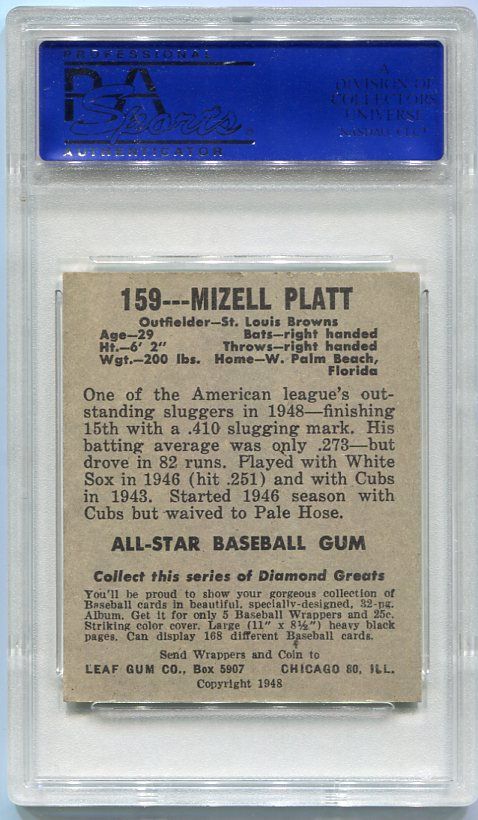 PROFESSIONAL
PSA
Sports
AUTHENTICATOR
A
DIVISION OF
COLLECTORS
UNIVERSE
NASDAQ: CLCT
159---MIZELL PLATT
Outfielder—St. Louis Browns
Age—29 Bats—right handed
Ht.—6' 2" Throws—right handed
Wgt.—200 lbs. Home—W. Palm Beach,
Florida
One of the American league's out-
standing sluggers in 1948—finishing
15th with a .410 slugging mark. His
batting average was only .273—but
drove in 82 runs. Played with White
Sox in 1946 (hit .251) and with Cubs
in 1943. Started 1946 season with
Cubs but waived to Pale Hose.
ALL-STAR BASEBALL GUM
Collect this series of Diamond Greats
You'll be proud to show your gorgeous collection of
Baseball cards in beautiful, specially-designed, 32-pg.
Album. Get it for only 5 Baseball Wrappers and 25c.
Striking color cover. Large (11" x 8½") heavy black
pages. Can display 168 different Baseball cards.
Send Wrappers and Coin to
LEAF GUM CO., Box 5907 CHICAGO 80, ILL.
Copyright 1948